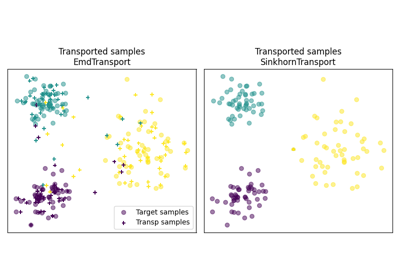 Transported samples
EmdTransport
Transported samples
SinkhornTransport
Target samples
Transp samples